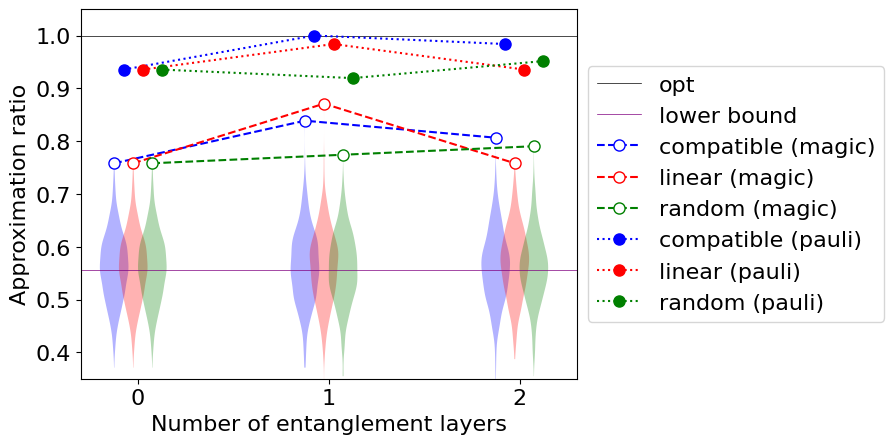 Approximation ratio
1.0
0.9
0.8
0.7
0.6
0.5
0.4
0
1
2
Number of entanglement layers
opt
lower bound
compatible (magic)
linear (magic)
random (magic)
compatible (pauli)
linear (pauli)
random (pauli)